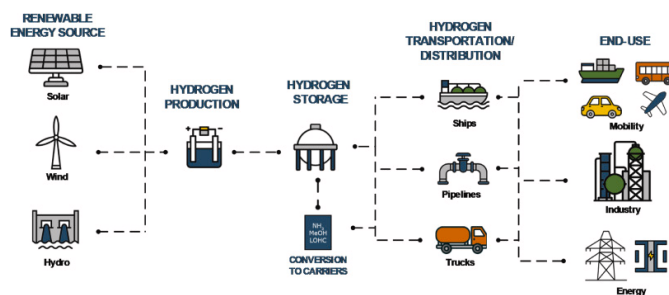 RENEWABLE
ENERGY SOURCE
Solar
Wind
Hydro
HYDROGEN
PRODUCTION
HYDROGEN
STORAGE
NH3
MeOH
LOHC
CONVERSION
TO CARRIERS
HYDROGEN
TRANSPORTATION/
DISTRIBUTION
Ships
Pipelines
Trucks
END-USE
Mobility
Industry
Energy